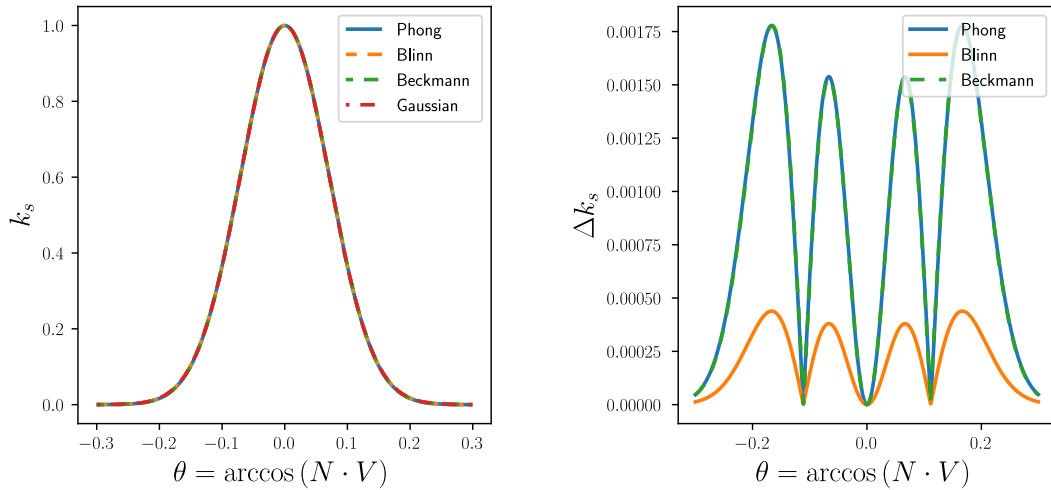 1.0
0.8
0.6
0.4
0.2
0.0
k_s
−0.3 −0.2 −0.1 0.0 0.1 0.2 0.3
θ = arccos (N · V)
Phong
Blinn
Beckmann
Gaussian
0.00175
0.00150
0.00125
0.00100
0.00075
0.00050
0.00025
0.00000
Δk_s
−0.2 0.0 0.2
θ = arccos (N · V)
Phong
Blinn
Beckmann